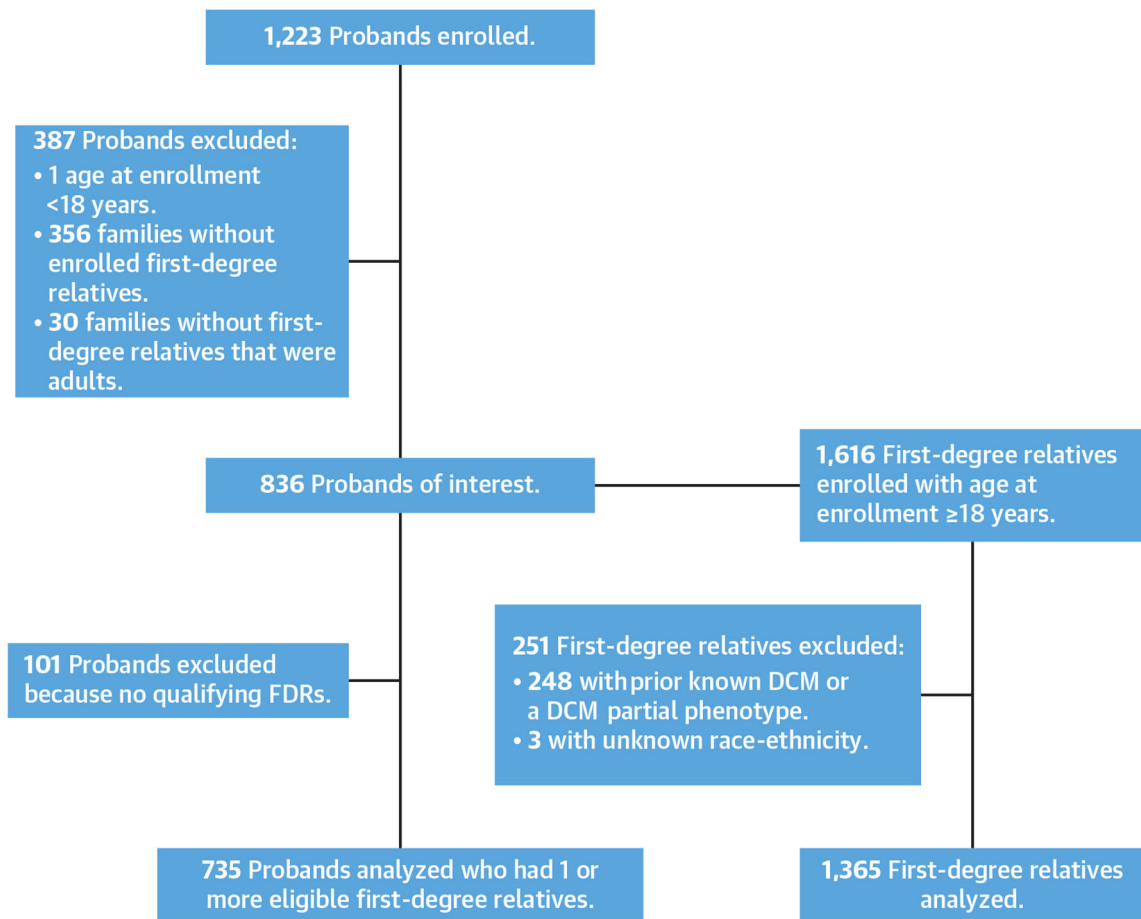 1,223 Probands enrolled.
387 Probands excluded:
• 1 age at enrollment
<18 years.
• 356 families without
enrolled first-degree
relatives.
• 30 families without first-
degree relatives that were
adults.
836 Probands of interest.
1,616 First-degree relatives
enrolled with age at
enrollment ≥18 years.
101 Probands excluded
because no qualifying FDRs.
251 First-degree relatives excluded:
• 248 with prior known DCM or
a DCM partial phenotype.
• 3 with unknown race-ethnicity.
735 Probands analyzed who had 1 or
more eligible first-degree relatives.
1,365 First-degree relatives
analyzed.